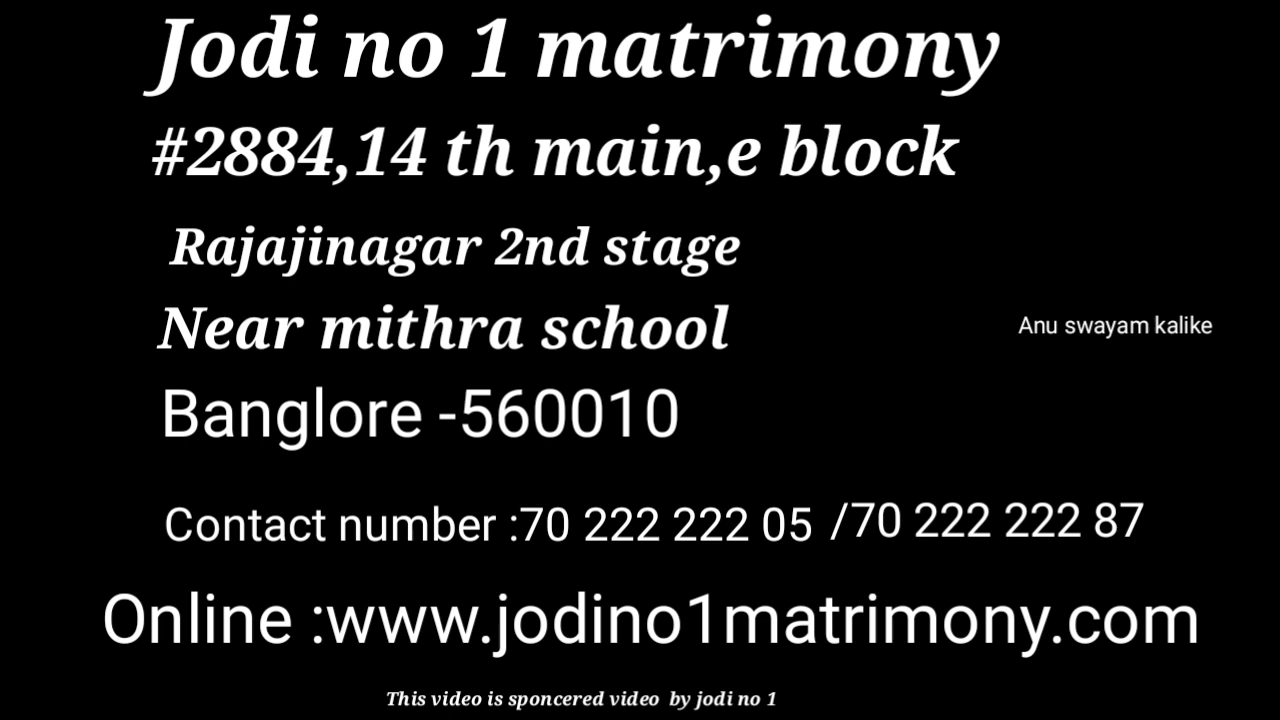 Jodi no 1 matrimony
#2884,14 th main,e block
Rajajinagar 2nd stage
Near mithra school
Anu swayam kalike
Banglore -560010
Contact number :70 222 222 05 /70 222 222 87
Online :www.jodino1matrimony.com
This video is sponcered video by jodi no 1